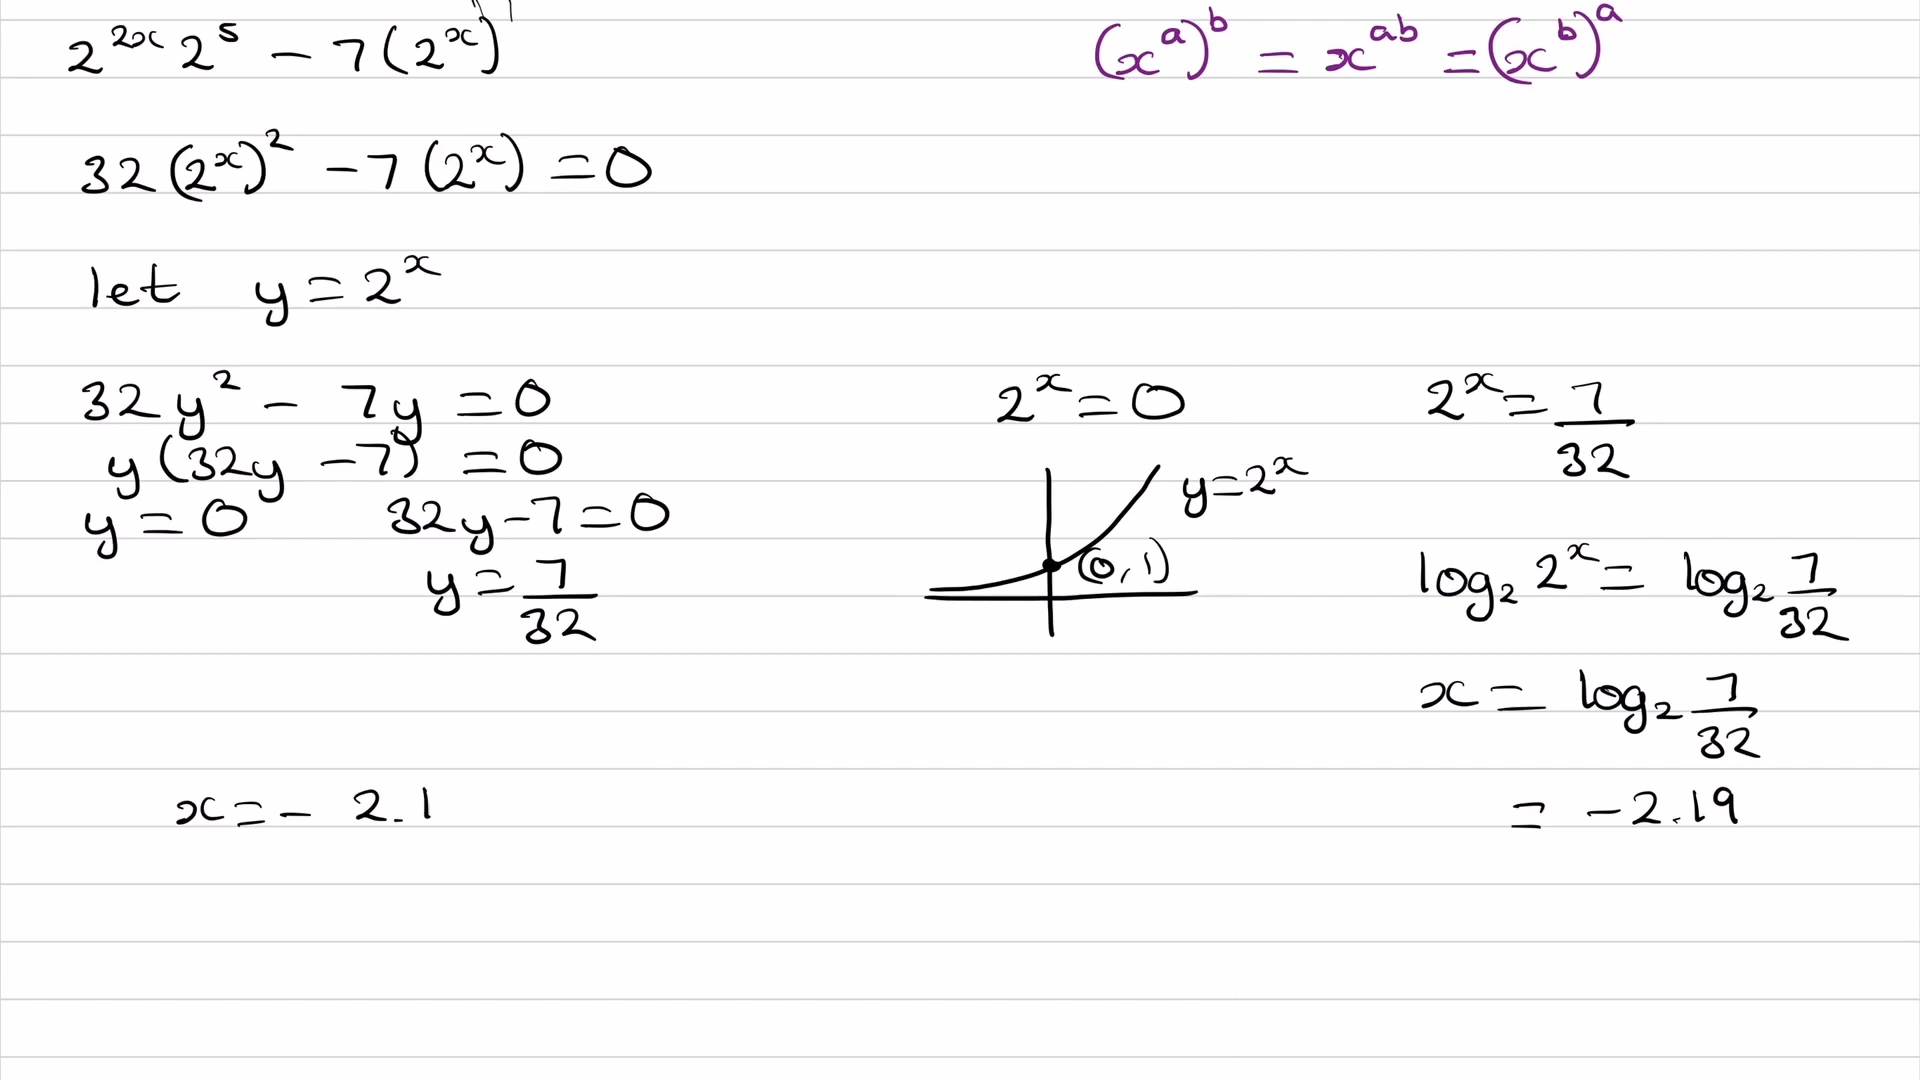 2^{2x} 2^5 - 7(2^x)
(x^a)^b = x^{ab} = (x^b)^a
32(2^x)^2 - 7(2^x) = 0
let y = 2^x
32y^2 - 7y = 0
y(32y - 7) = 0
y = 0 32y - 7 = 0
y = 7/32
2^x = 0
y = 2^x
(0, 1)
2^x = 7/32
log_2 2^x = log_2 7/32
x = log_2 7/32
= -2.19
x = - 2.1